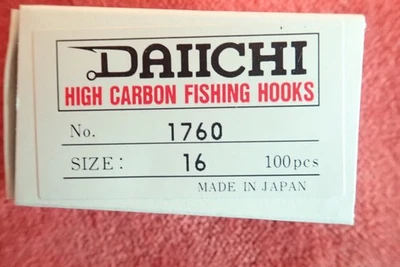 DAIICHI
HIGH CARBON FISHING HOOKS
No. 1760
SIZE: 16 100pcs
MADE IN JAPAN